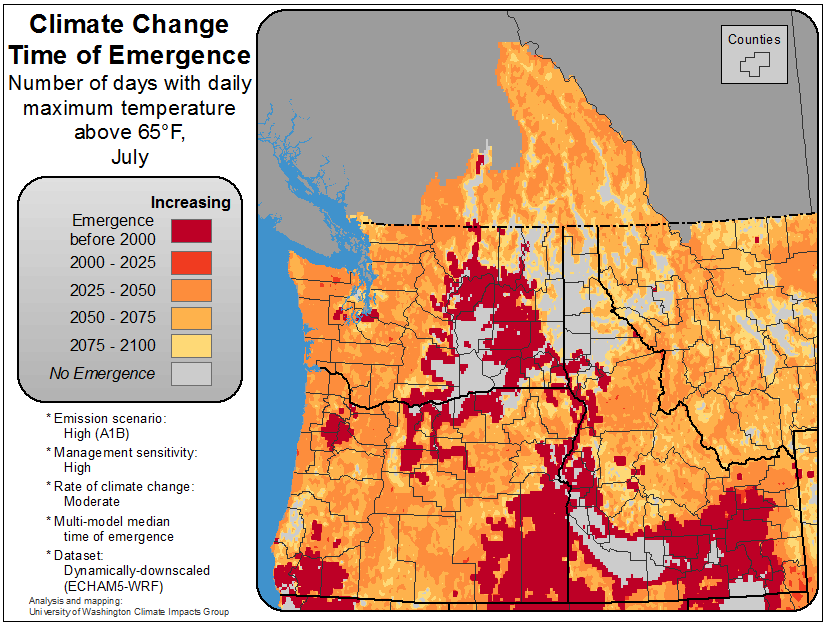 Climate Change
Time of Emergence
Number of days with daily
maximum temperature
above 65°F,
July
Increasing
Emergence
before 2000
2000 - 2025
2025 - 2050
2050 - 2075
2075 - 2100
No Emergence
* Emission scenario:
High (A1B)
* Management sensitivity:
High
* Rate of climate change:
Moderate
* Multi-model median
time of emergence
* Dataset:
Dynamically-downscaled
(ECHAM5-WRF)
Analysis and mapping:
University of Washington Climate Impacts Group
Counties